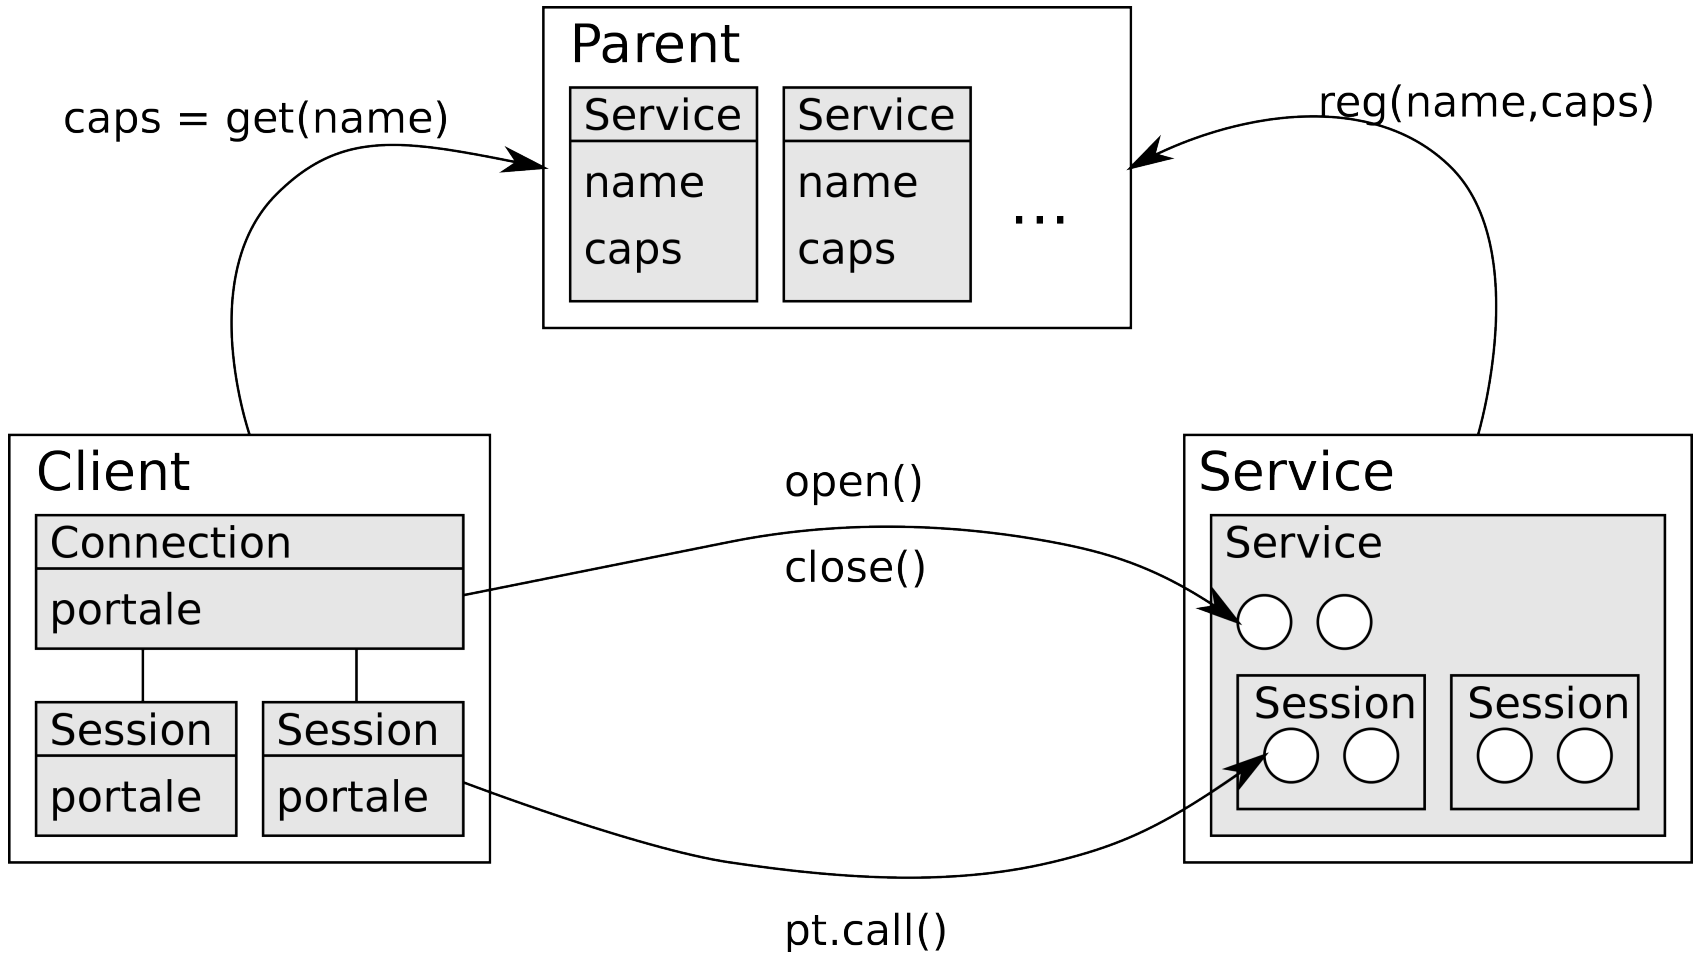 Parent
Service
name
caps
Service
name
caps
...
caps = get(name)
reg(name,caps)
Client
Connection
portale
Session
portale
Session
portale
open()
close()
pt.call()
Service
Service
Session
Session